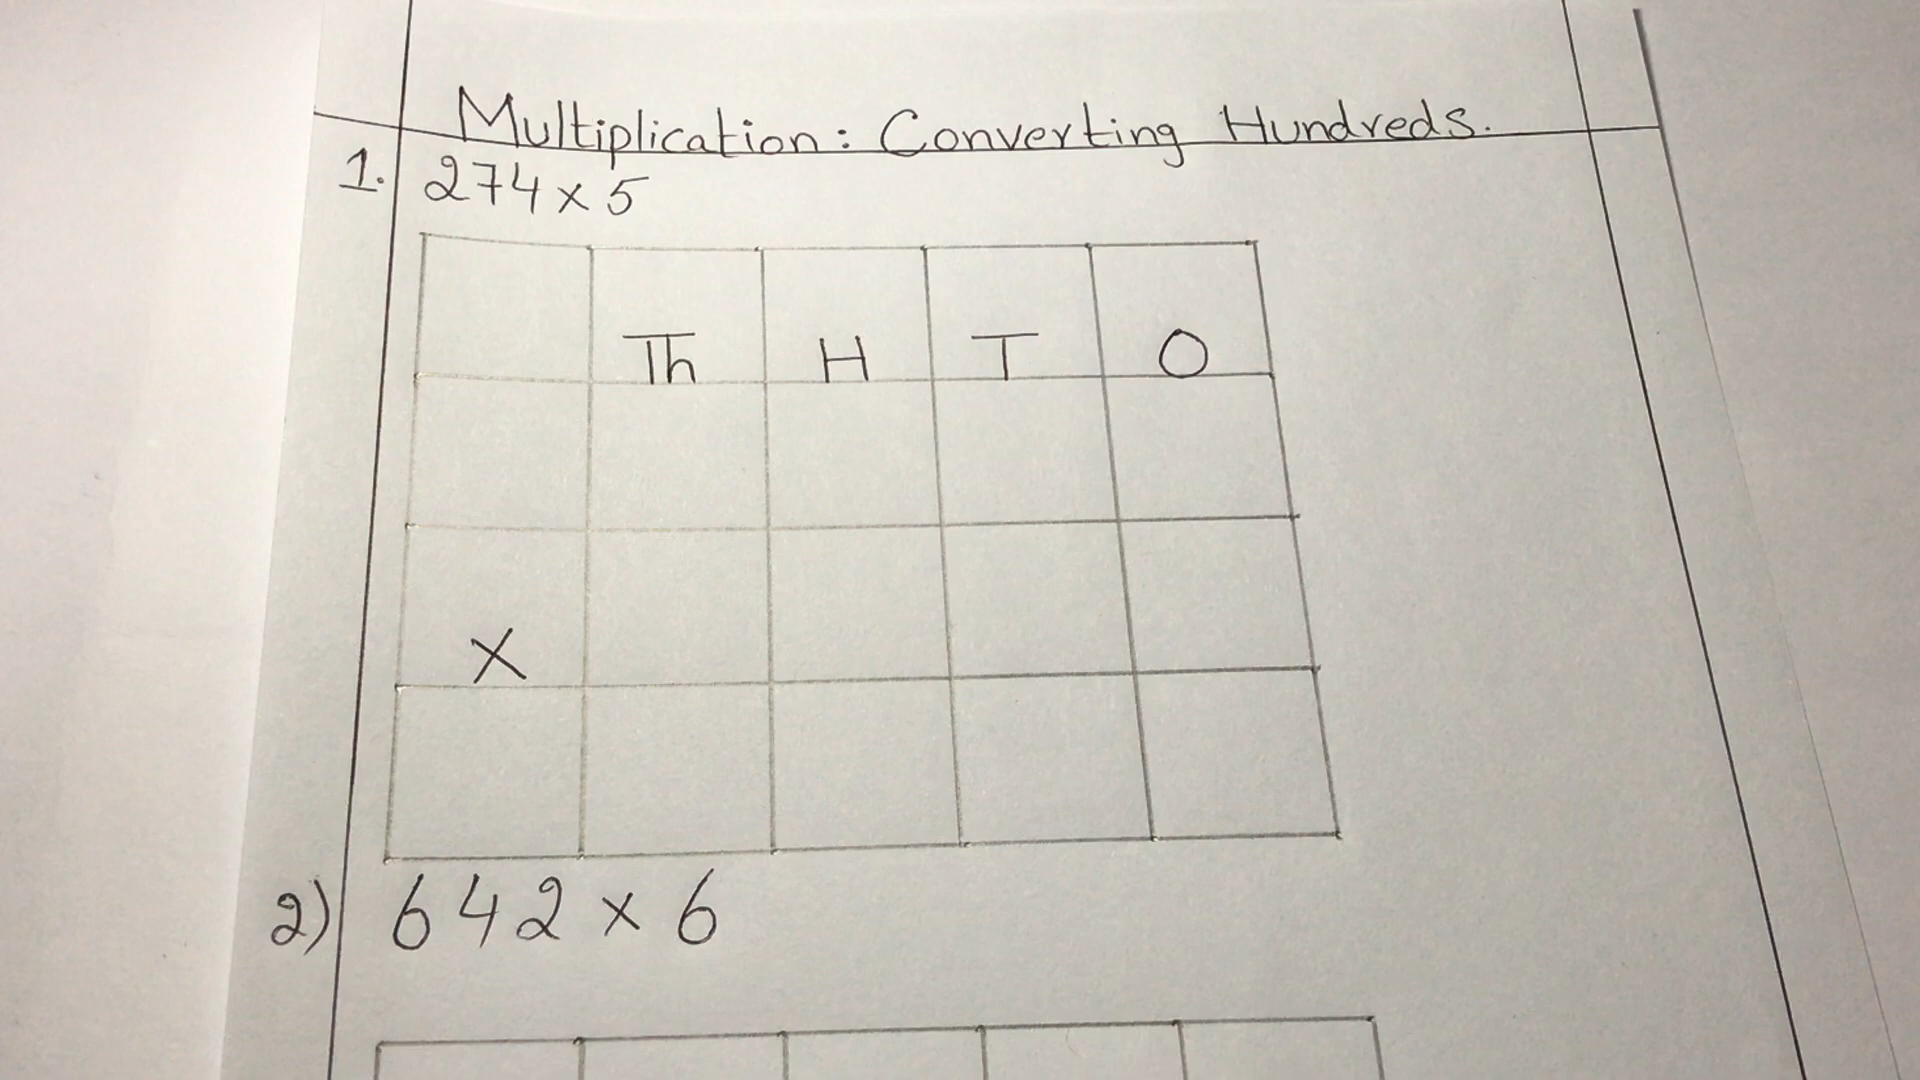 Multiplication: Converting Hundreds.
1. 274 x 5
Th H T O
X
2) 642 x 6